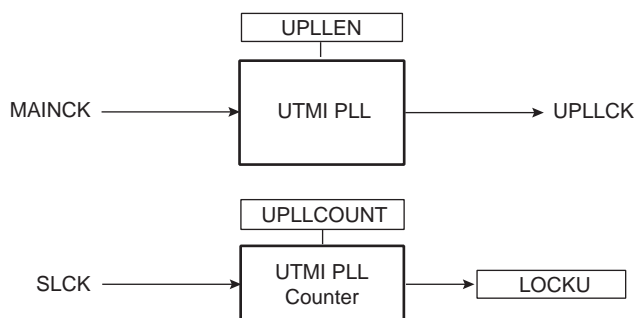 UPLLEN
MAINCK
UTMI PLL
UPLLCK
UPLLCOUNT
SLCK
UTMI PLL
Counter
LOCKU